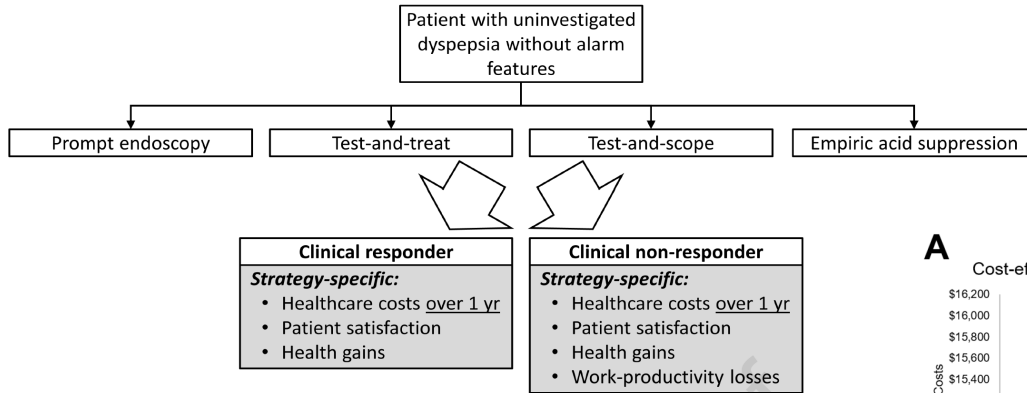 Patient with uninvestigated
dyspepsia without alarm
features
Prompt endoscopy
Test-and-treat
Test-and-scope
Empiric acid suppression
Clinical responder
Strategy-specific:
• Healthcare costs over 1 yr
• Patient satisfaction
• Health gains
Clinical non-responder
Strategy-specific:
• Healthcare costs over 1 yr
• Patient satisfaction
• Health gains
• Work-productivity losses
A
Cost-ef
$16,200
$16,000
$15,800
$15,600
$15,400
Costs